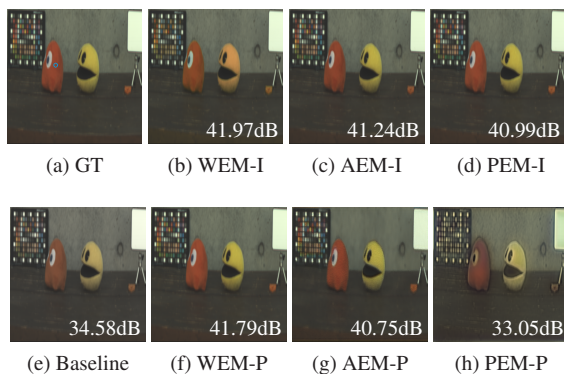 41.97dB 41.24dB 40.99dB
(a) GT (b) WEM-I (c) AEM-I (d) PEM-I
34.58dB 41.79dB 40.75dB 33.05dB
(e) Baseline (f) WEM-P (g) AEM-P (h) PEM-P